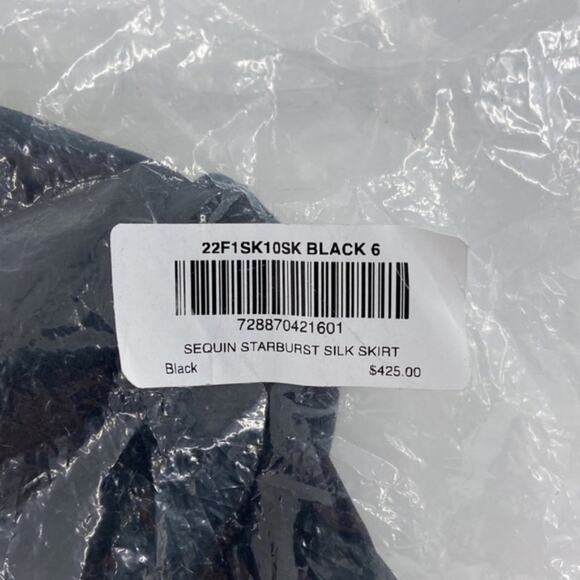 22F1SK10SK BLACK 6
728870421601
SEQUIN STARBURST SILK SKIRT
Black $425.00